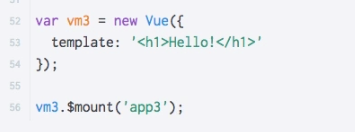 52 var vm3 = new Vue({
53   template: '<h1>Hello!</h1>'
54 });
55
56 vm3.$mount('app3');